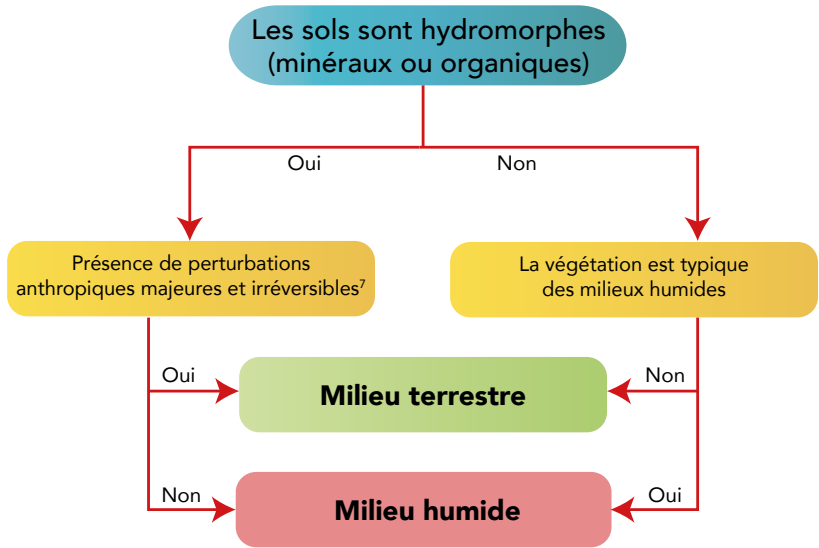 Les sols sont hydromorphes
(minéraux ou organiques)
Oui
Non
Présence de perturbations
anthropiques majeures et irréversibles⁷
La végétation est typique
des milieux humides
Oui
Milieu terrestre
Non
Non
Milieu humide
Oui